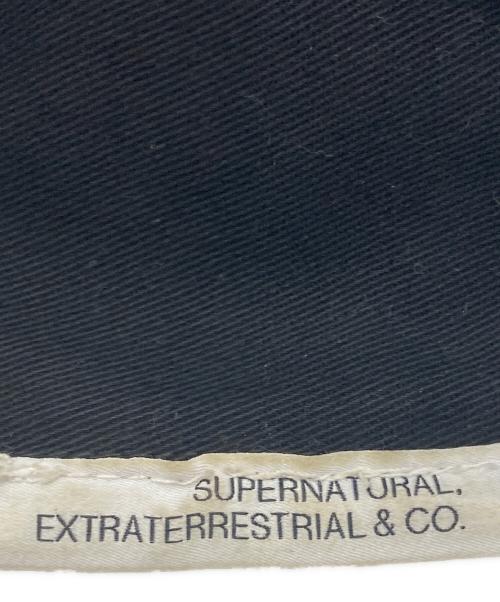 SUPERNATURAL,
EXTRATERRESTRIAL & CO.